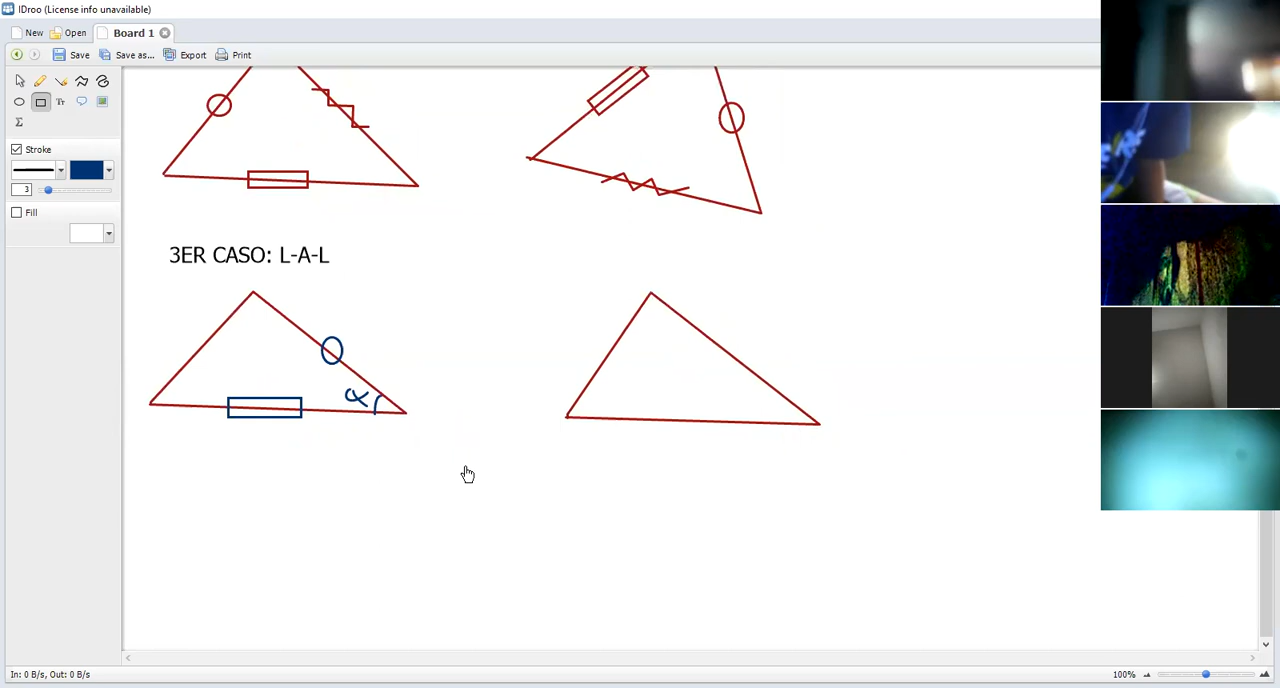 IDroo (License info unavailable)
New Open Board 1
Save Save as... Export Print
Tr
Σ
Stroke
3
Fill
3ER CASO: L-A-L
α
In: 0 B/s, Out: 0 B/s
100%